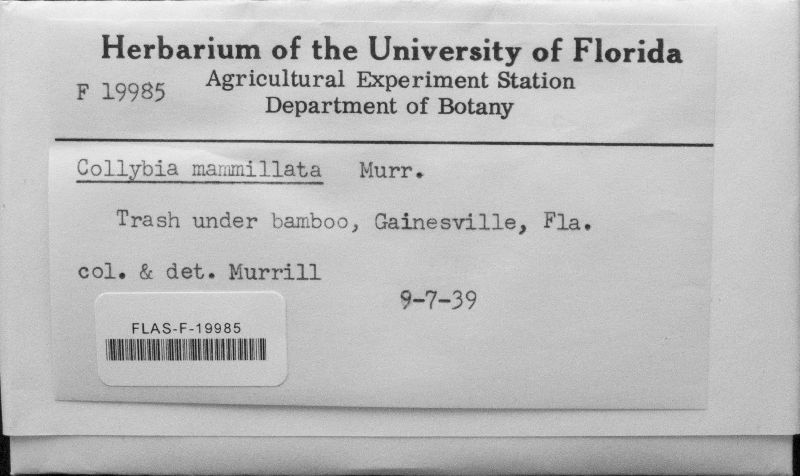 Herbarium of the University of Florida
F 19985
Agricultural Experiment Station
Department of Botany
Collybia mammillata Murr.
Trash under bamboo, Gainesville, Fla.
col. & det. Murrill
9-7-39
FLAS-F-19985